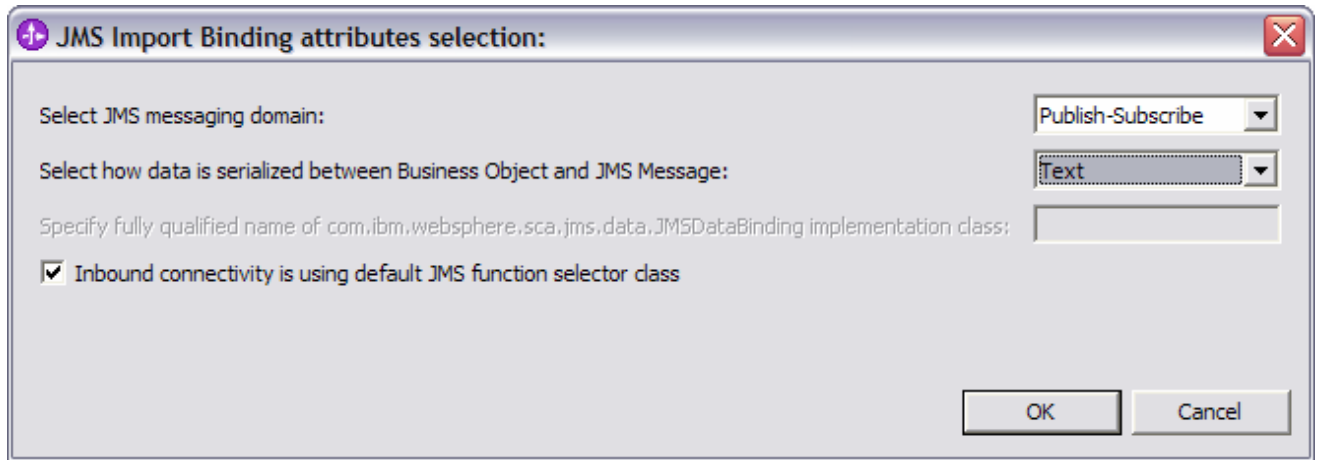 JMS Import Binding attributes selection:
Select JMS messaging domain: Publish-Subscribe
Select how data is serialized between Business Object and JMS Message: Text
Specify fully qualified name of com.ibm.websphere.sca.jms.data.JMSDataBinding implementation class:
Inbound connectivity is using default JMS function selector class
OK Cancel